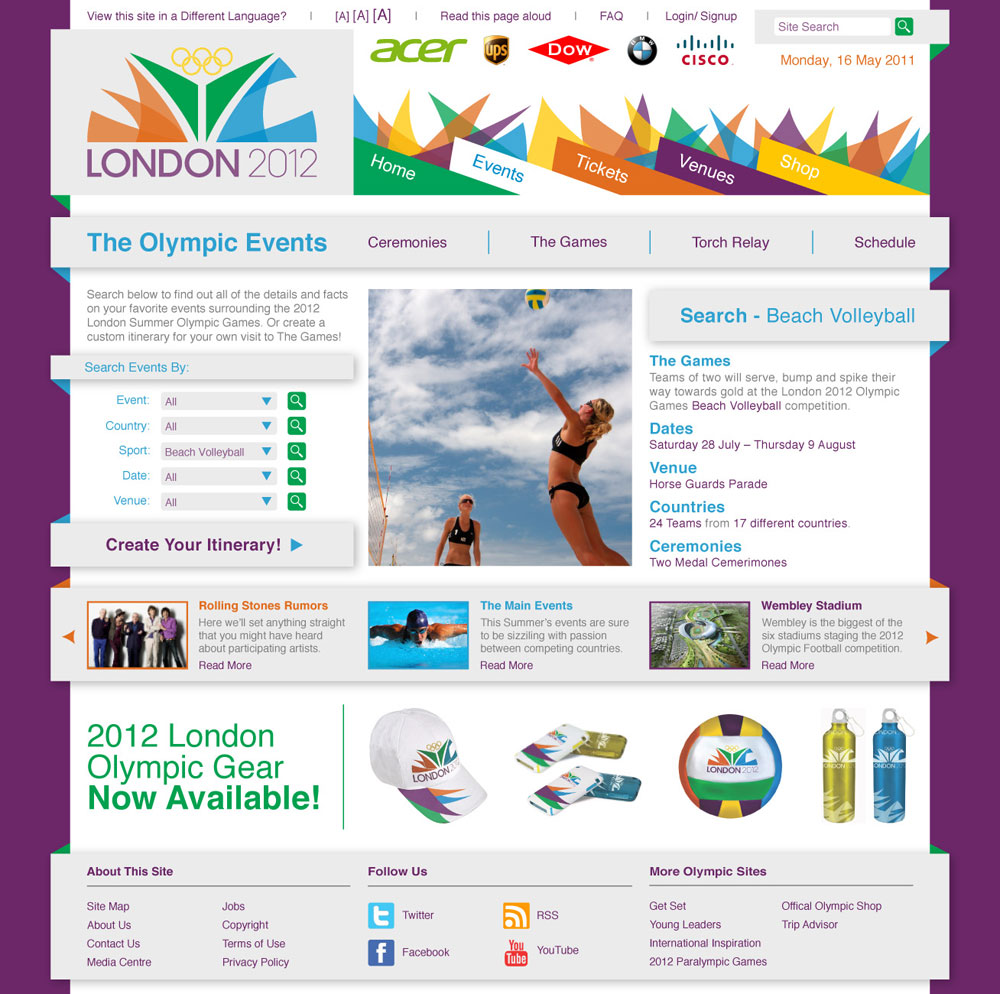 View this site in a Different Language? | [A] [A] [A] | Read this page aloud | FAQ | Login/ Signup
Site Search
acer ups Dow BMW CISCO
Monday, 16 May 2011
LONDON 2012
Home Events Tickets Venues Shop
The Olympic Events Ceremonies The Games Torch Relay Schedule
Search below to find out all of the details and facts
on your favorite events surrounding the 2012
London Summer Olympic Games. Or create a
custom itinerary for your own visit to The Games!
Search Events By:
Event: All
Country: All
Sport: Beach Volleyball
Date: All
Venue: All
Create Your Itinerary!
Search - Beach Volleyball
The Games
Teams of two will serve, bump and spike their
way towards gold at the London 2012 Olympic
Games Beach Volleyball competition.
Dates
Saturday 28 July – Thursday 9 August
Venue
Horse Guards Parade
Countries
24 Teams from 17 different countries.
Ceremonies
Two Medal Cemerimones
Rolling Stones Rumors
Here we'll set anything straight
that you might have heard
about participating artists.
Read More
The Main Events
This Summer's events are sure
to be sizziling with passion
between competing countries.
Read More
Wembley Stadium
Wembley is the biggest of the
six stadiums staging the 2012
Olympic Football competition.
Read More
2012 London
Olympic Gear
Now Available!
LONDON 2012
LONDON 2012
LONDON
LONDON
About This Site
Site Map
About Us
Contact Us
Media Centre
Jobs
Copyright
Terms of Use
Privacy Policy
Follow Us
Twitter
Facebook
RSS
You Tube YouTube
More Olympic Sites
Get Set
Young Leaders
International Inspiration
2012 Paralympic Games
Offical Olympic Shop
Trip Advisor